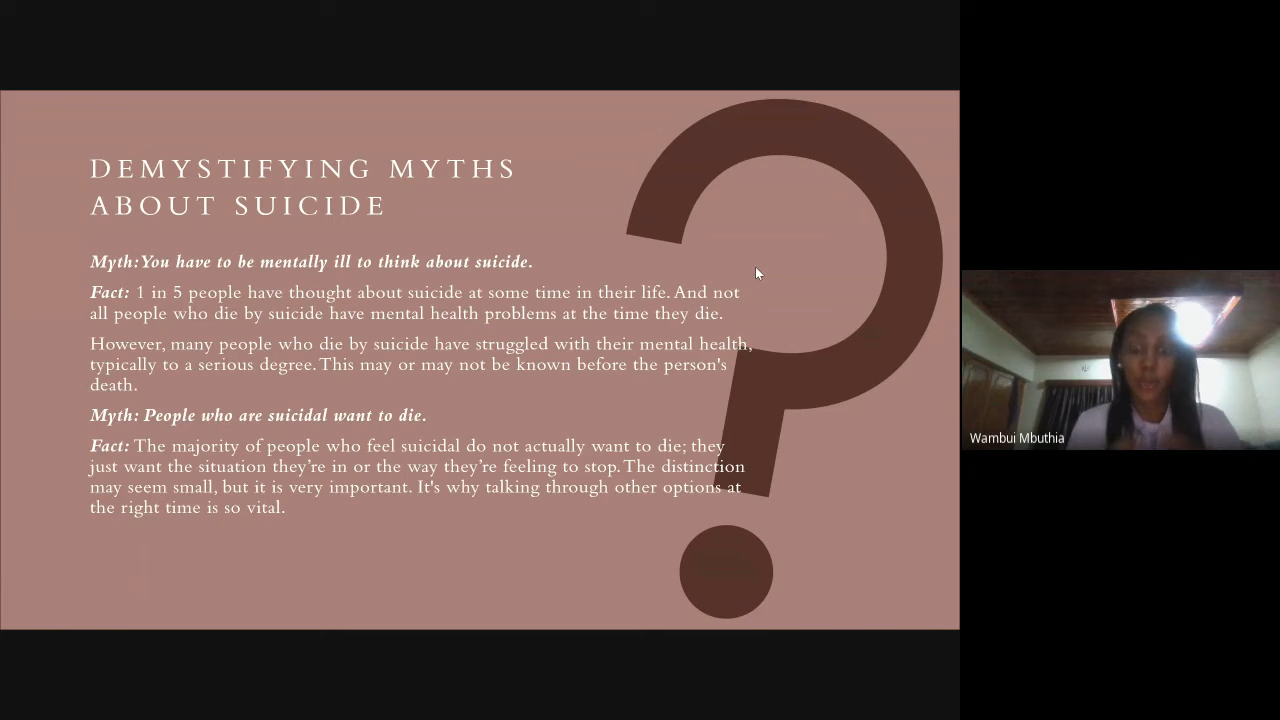 DEMYSTIFYING MYTHS
ABOUT SUICIDE
Myth: You have to be mentally ill to think about suicide.
Fact: 1 in 5 people have thought about suicide at some time in their life. And not
all people who die by suicide have mental health problems at the time they die.
However, many people who die by suicide have struggled with their mental health,
typically to a serious degree. This may or may not be known before the person's
death.
Myth: People who are suicidal want to die.
Fact: The majority of people who feel suicidal do not actually want to die; they
just want the situation they’re in or the way they’re feeling to stop. The distinction
may seem small, but it is very important. It's why talking through other options at
the right time is so vital.
?
Wambui Mbuthia